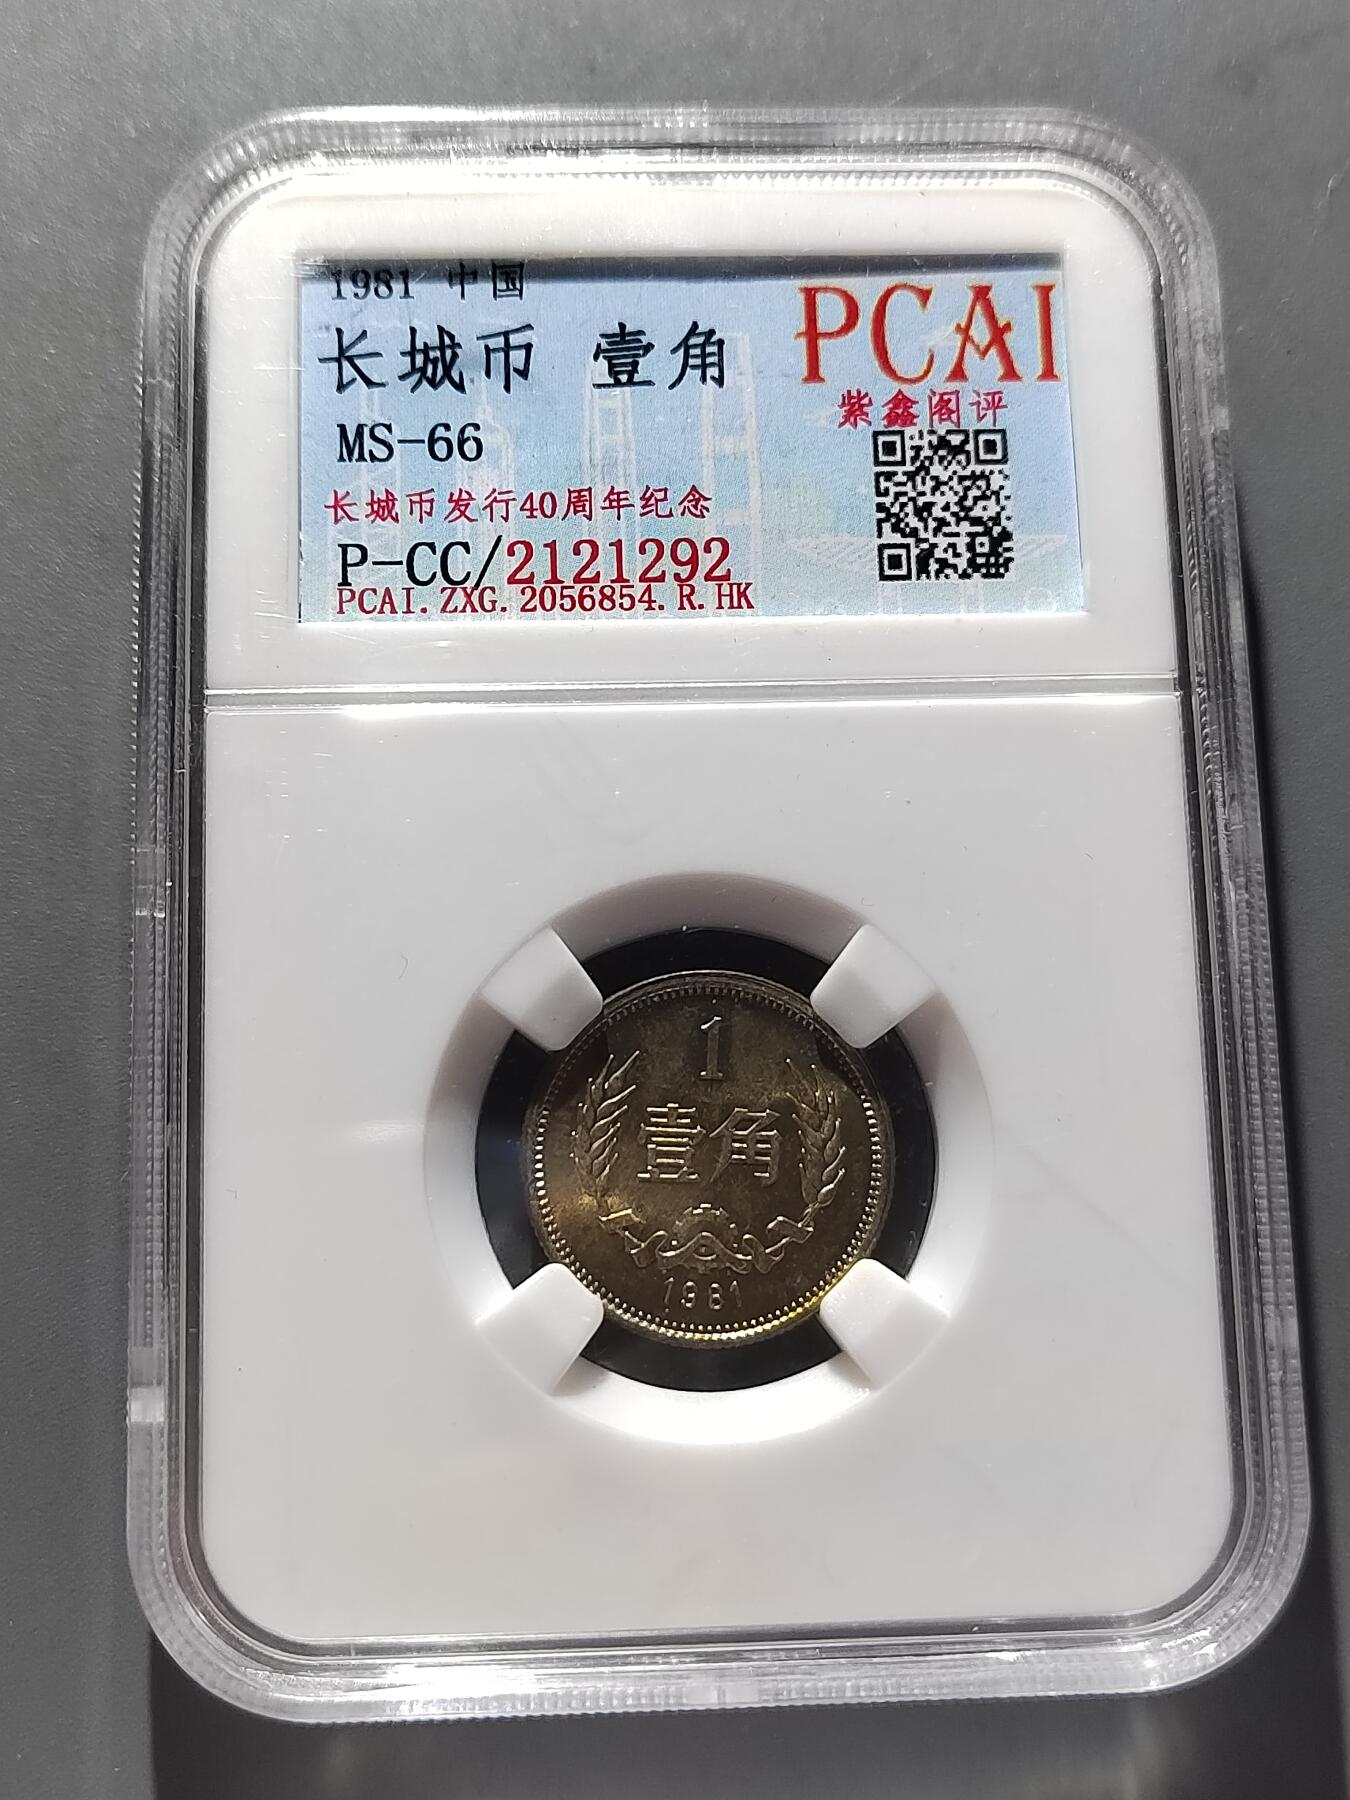 1981 中国
长城币 壹角
MS-66
长城币发行40周年纪念
P-CC/2121292
PCAI.ZXG.2056854.R.HK
PCAI
紫鑫阁评
1
壹角
1981